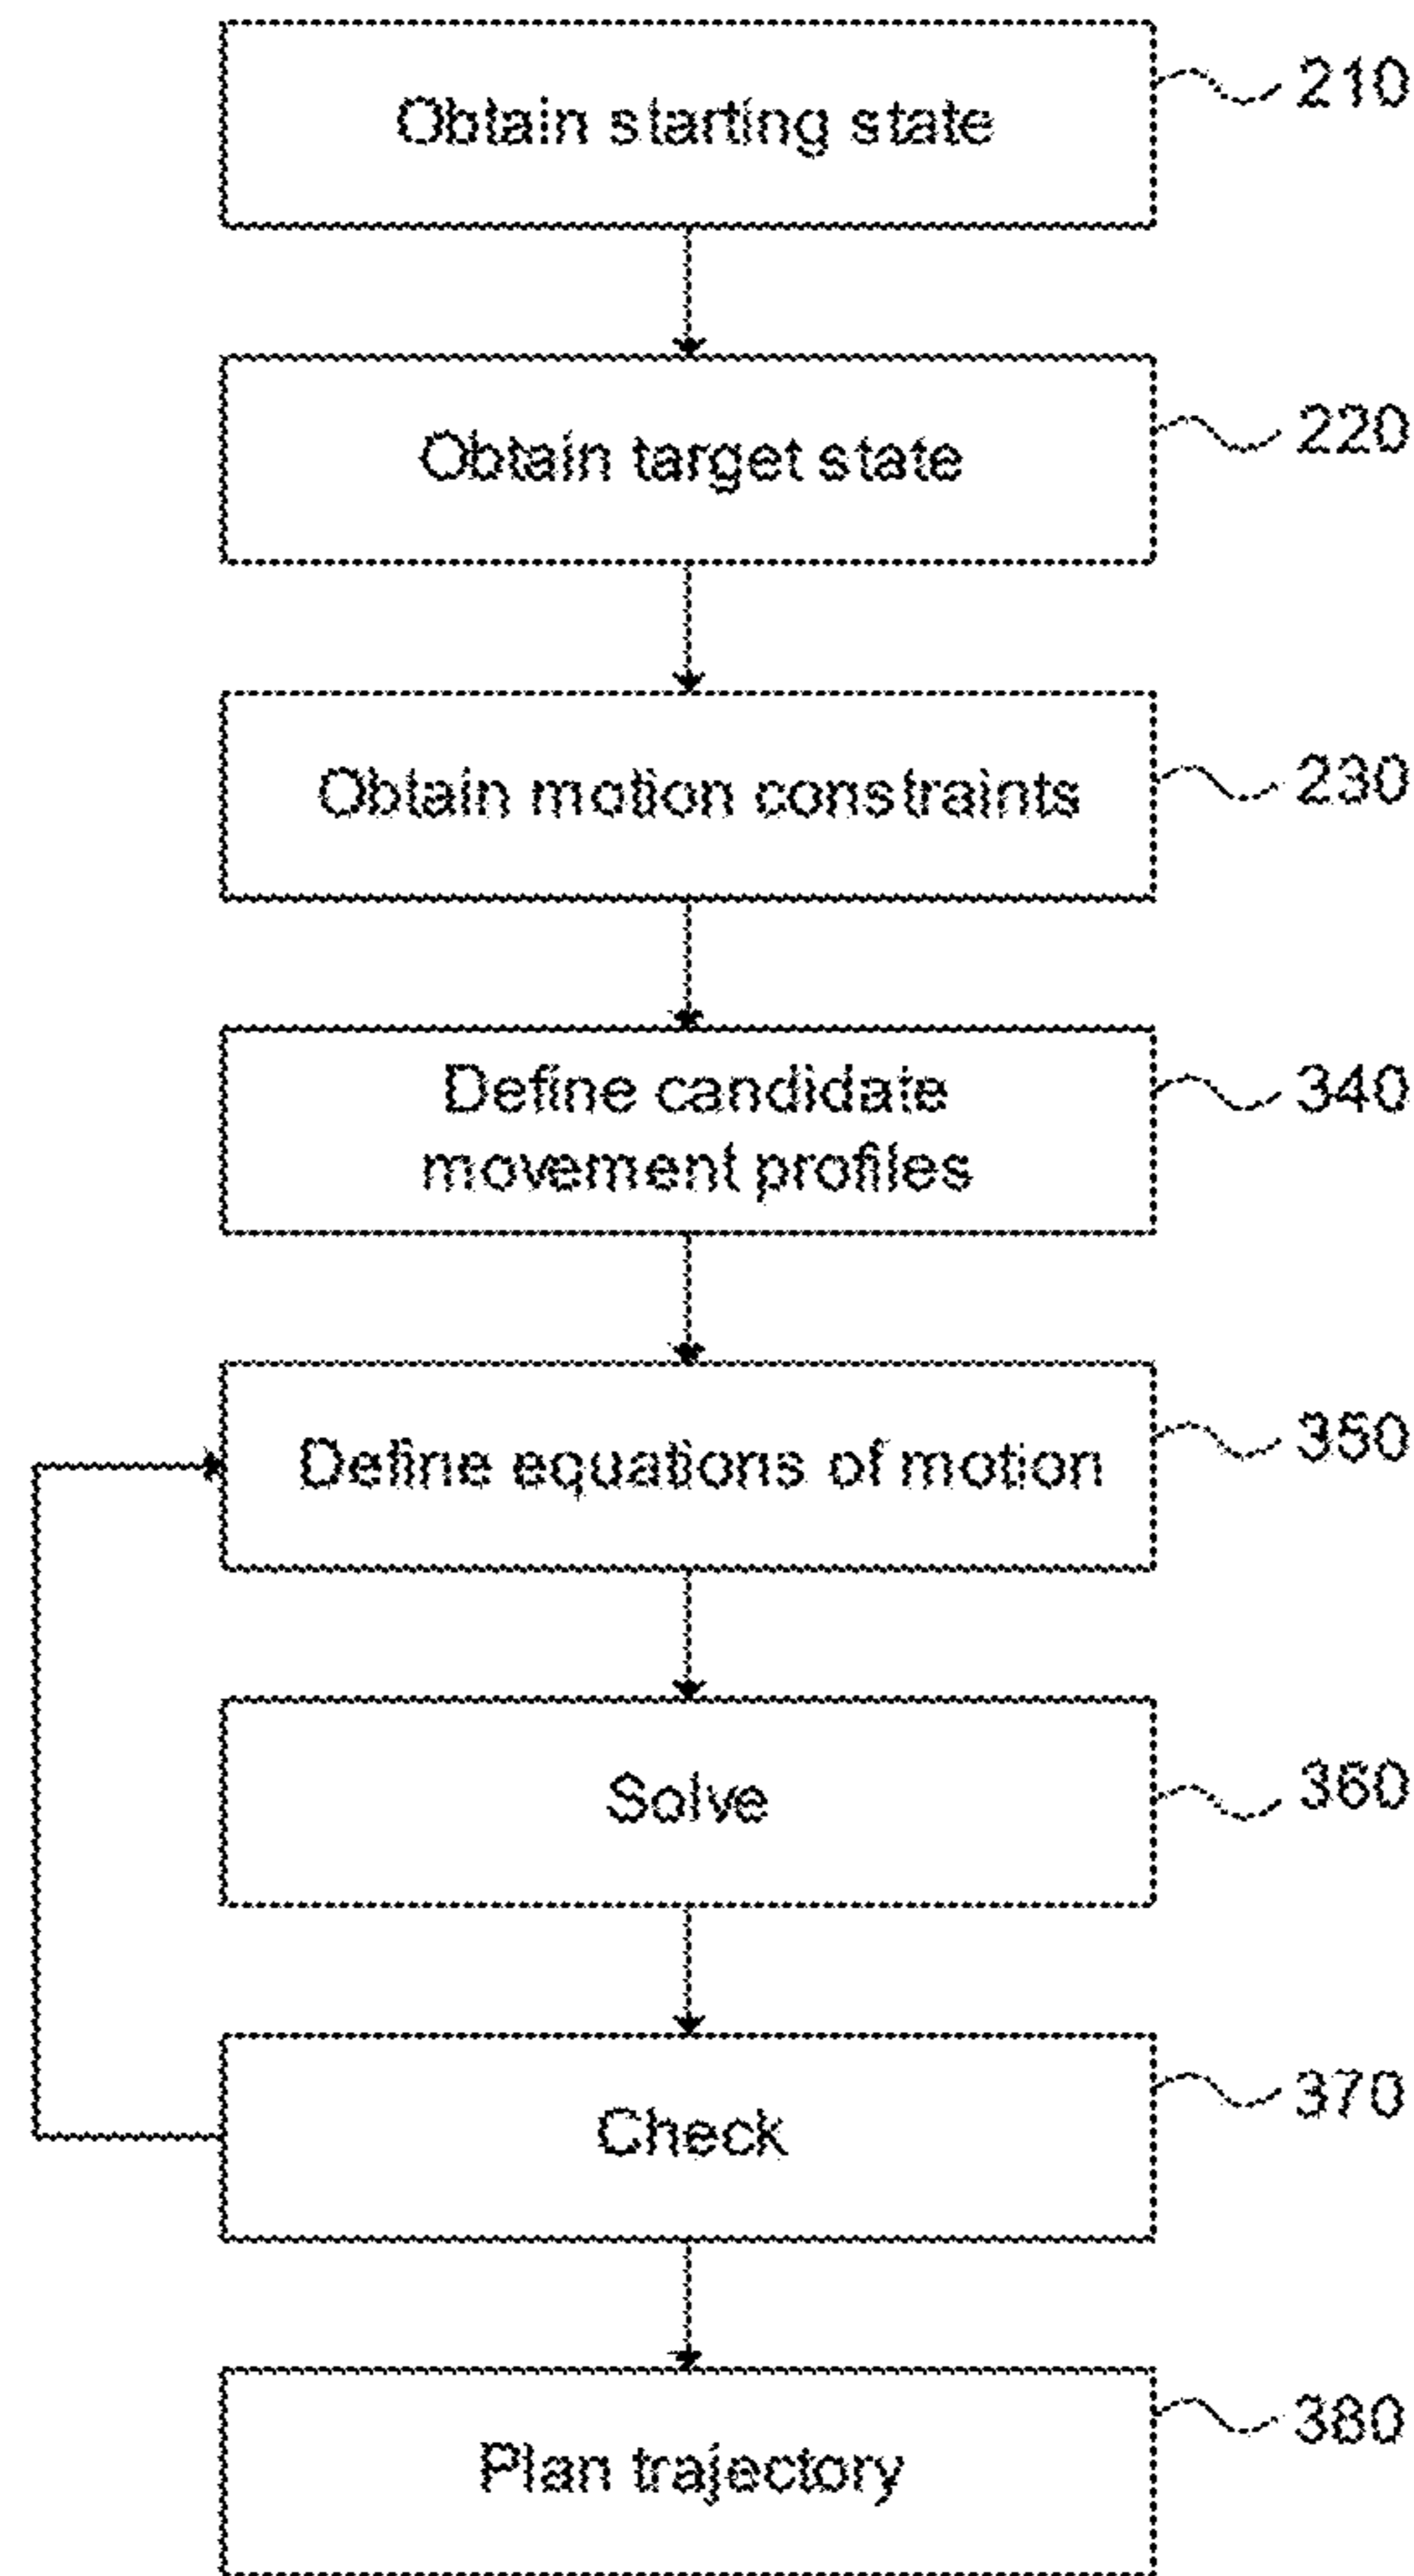 Obtain starting state
210
Obtain target state
220
Obtain motion constraints
230
Define candidate
movement profiles
340
Define equations of motion
350
Solve
360
Check
370
Plan trajectory
380